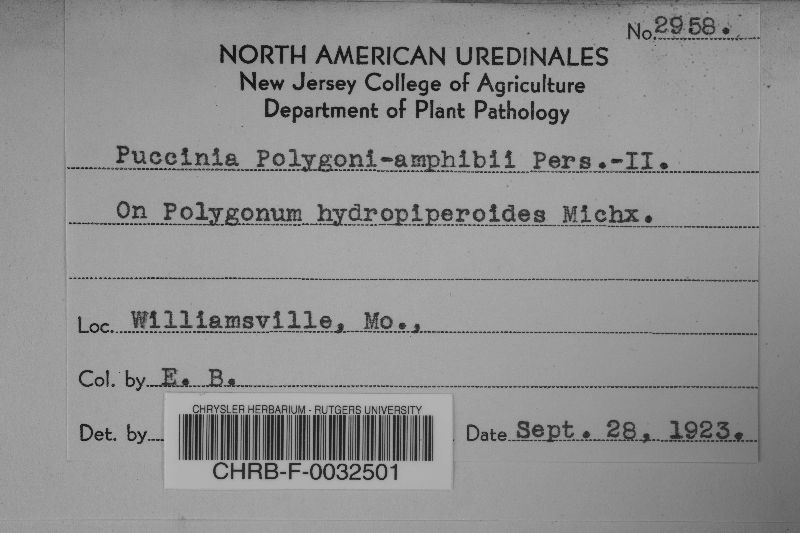 No. 2958.
NORTH AMERICAN UREDINALES
New Jersey College of Agriculture
Department of Plant Pathology
Puccinia Polygoni-amphibii Pers.-II.
On Polygonum hydropiperoides Michx.
Loc. Williamsville, Mo.,
Col. by E. B.
Det. by Date Sept. 28, 1923.
CHRYSLER HERBARIUM - RUTGERS UNIVERSITY
CHRB-F-0032501